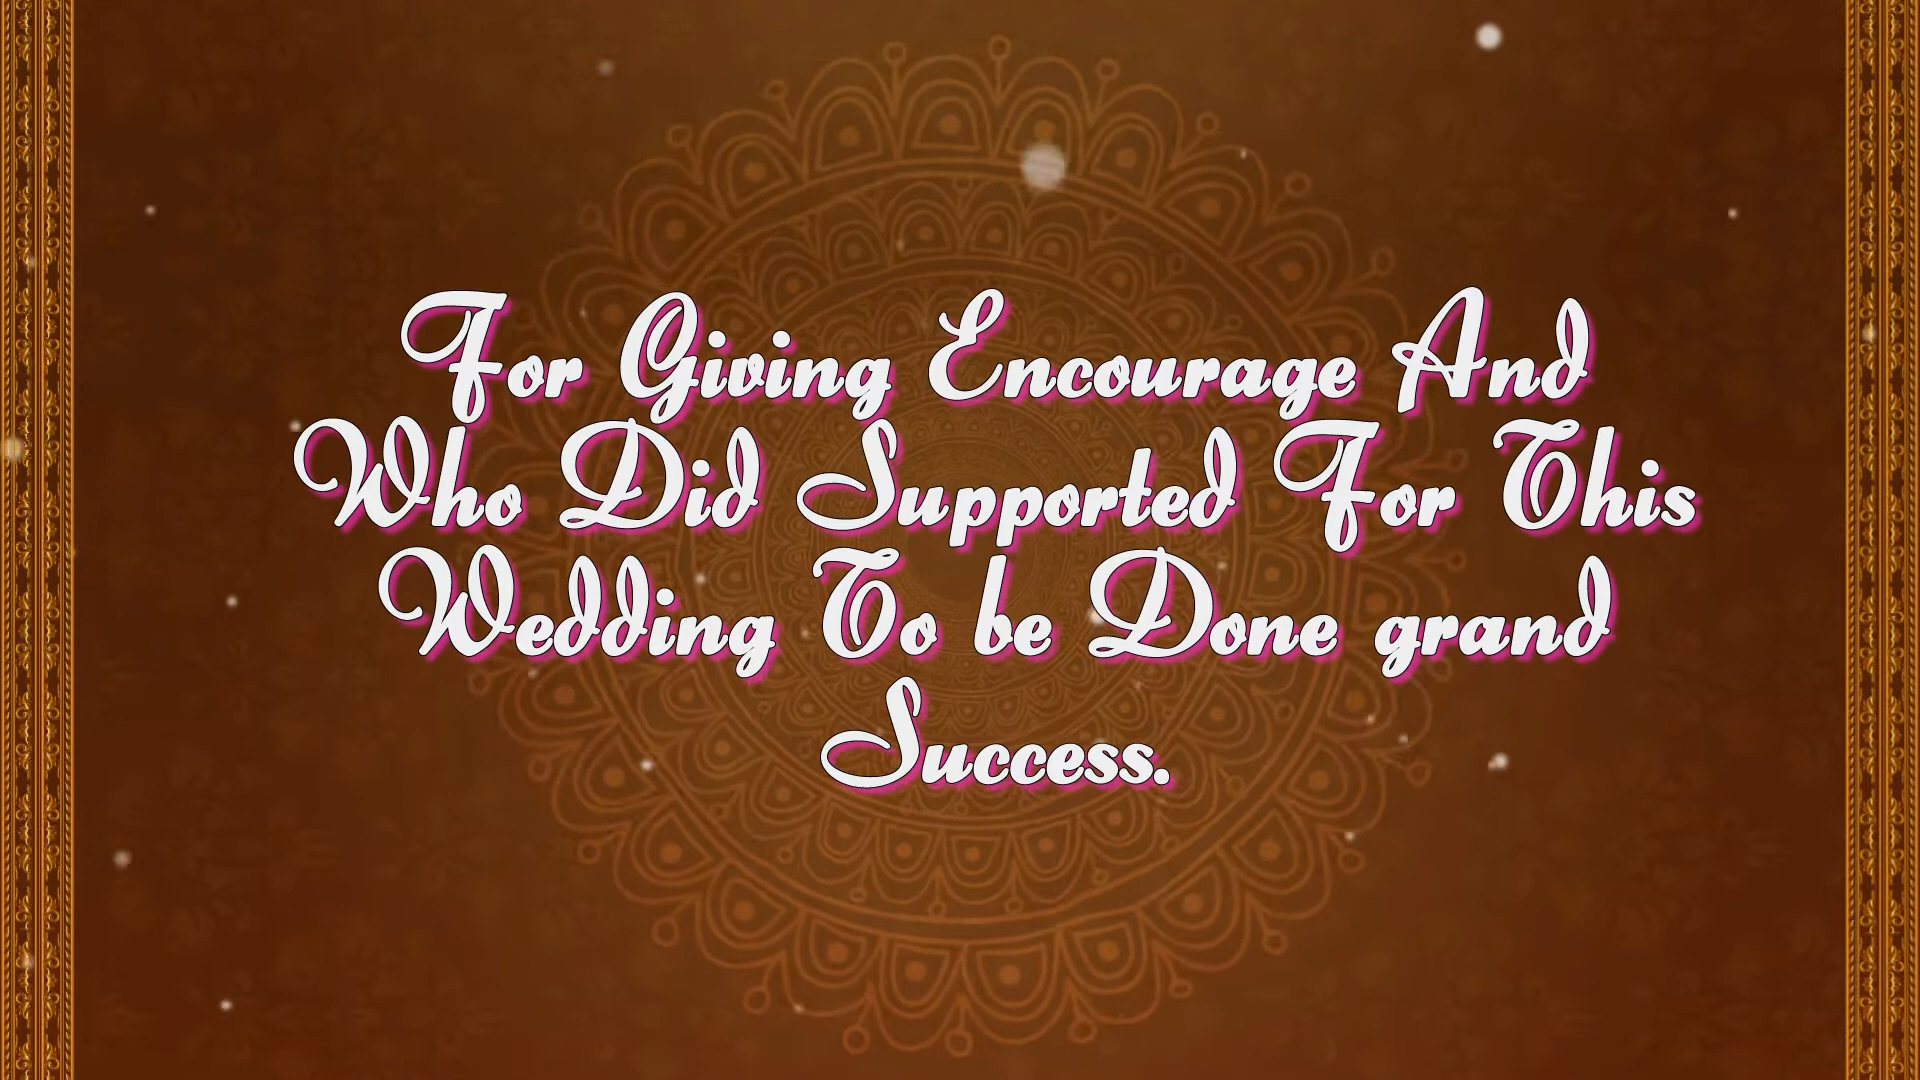 For Giving Encourage And
Who Did Supported For This
Wedding To be Done grand
Success.